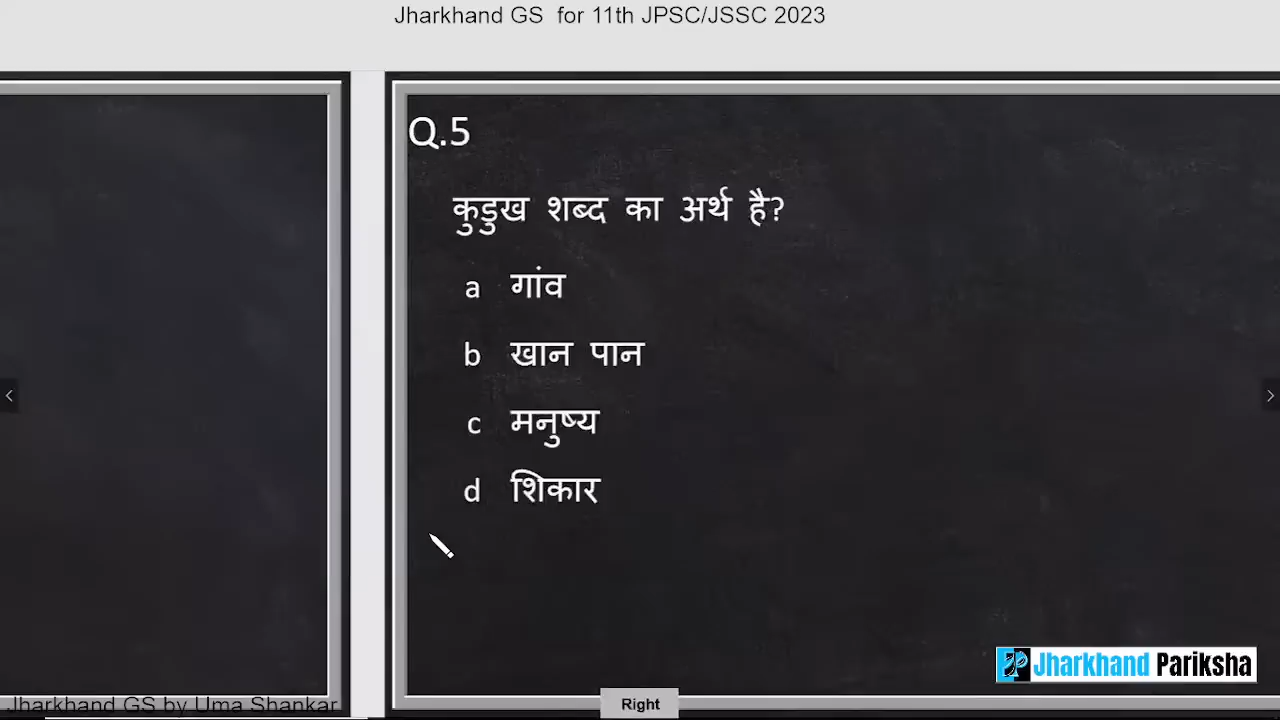 Jharkhand GS for 11th JPSC/JSSC 2023
Q.5
कुडुख शब्द का अर्थ है?
a गांव
b खान पान
c मनुष्य
d शिकार
Jharkhand Pariksha
Jharkhand GS by Uma Shankar
Right